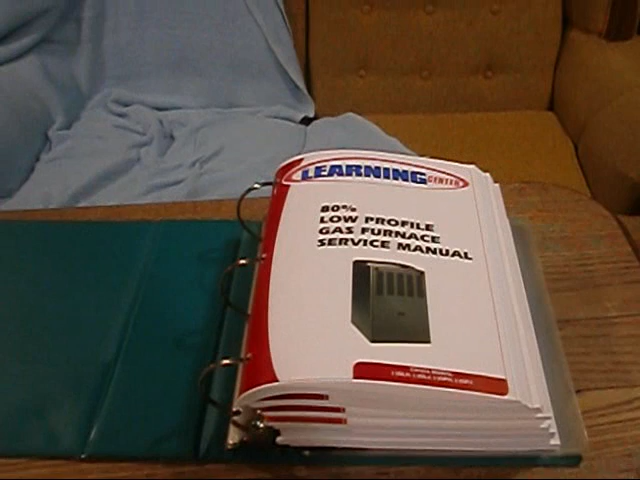 LEARNING CENTER
80%
LOW PROFILE
GAS FURNACE
SERVICE MANUAL